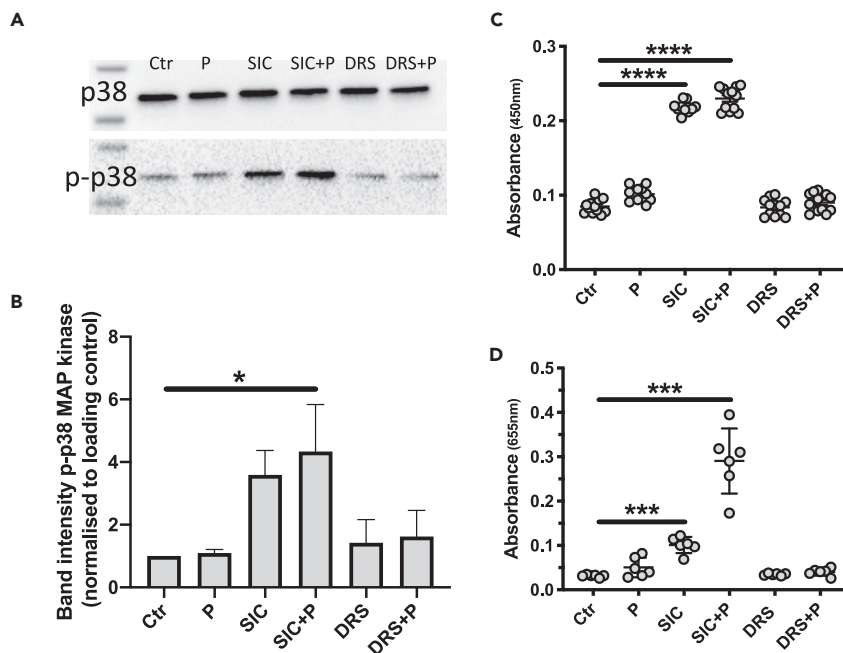 A
Ctr P SIC SIC+P DRS DRS+P
p38
p-p38
B
Band intensity p-p38 MAP kinase
(normalised to loading control)
8
6
4
2
0
*
Ctr
P
SIC
SIC+P
DRS
DRS+P
C
Absorbance (450nm)
0.3
0.2
0.1
0.0
****
****
Ctr
P
SIC
SIC+P
DRS
DRS+P
D
Absorbance (655nm)
0.5
0.4
0.3
0.2
0.1
0.0
***
***
Ctr
P
SIC
SIC+P
DRS
DRS+P